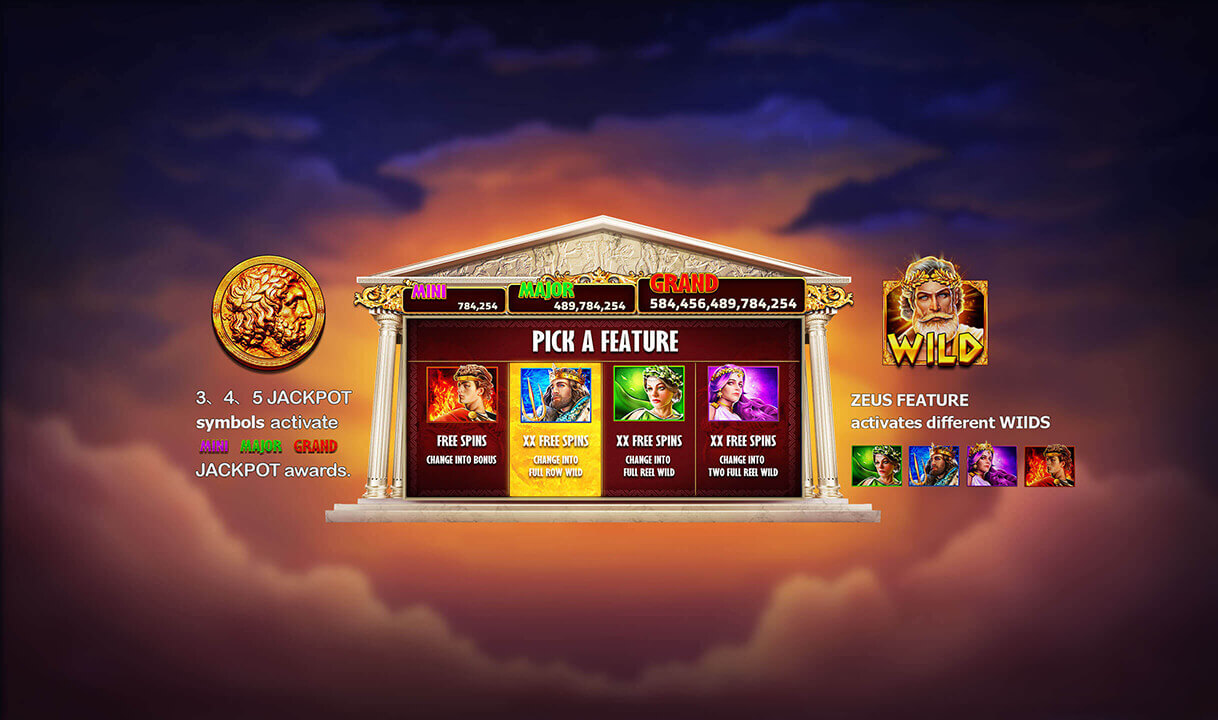 MINI
784,254
MAJOR
489,784,254
GRAND
584,456,489,784,254
PICK A FEATURE
FREE SPINS
CHANGE INTO BONUS
XX FREE SPINS
CHANGE INTO
FULL ROW WILD
XX FREE SPINS
CHANGE INTO
FULL REEL WILD
XX FREE SPINS
CHANGE INTO
TWO FULL REEL WILD
3、4、5 JACKPOT
symbols activate
MINI MAJOR GRAND
JACKPOT awards.
WILD
ZEUS FEATURE
activates different WIIDS